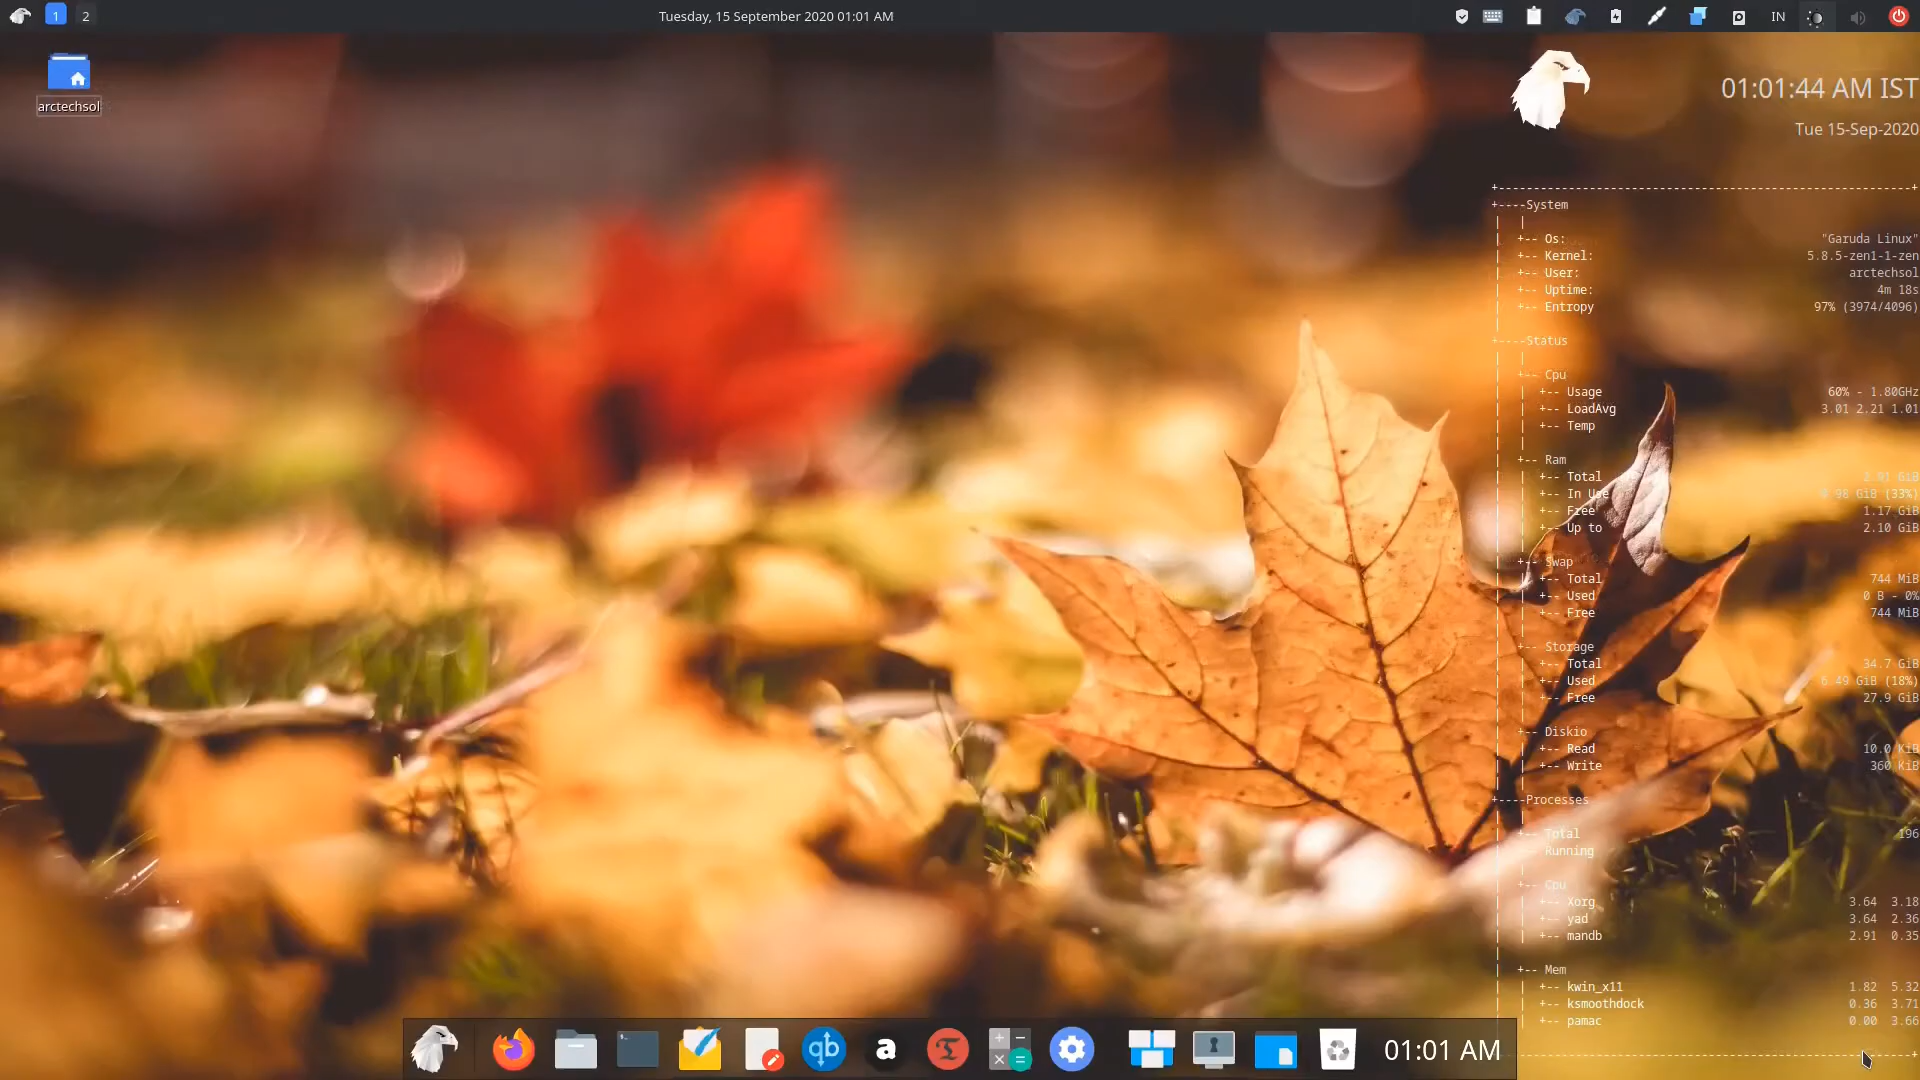 1 2 Tuesday, 15 September 2020 01:01 AM IN
arctechsol
01:01:44 AM IST
Tue 15-Sep-2020
+----System
+-- Os: "Garuda Linux"
+-- Kernel: 5.8.5-zen1-1-zen
+-- User: arctechsol
+-- Uptime: 4m 18s
+-- Entropy 97% (3974/4096)
+----Status
+-- Cpu
+-- Usage 60% - 1.80GHz
+-- LoadAvg 3.01 2.21 1.01
+-- Temp
+-- Ram
+-- Total GiB
+-- In Use GiB (33%)
+-- Free 1.17 GiB
+-- Up to 2.10 GiB
+-- Swap
+-- Total 744 MiB
+-- Used 0 B - 0%
+-- Free 744 MiB
+-- Storage
+-- Total 34.7 GiB
+-- Used 6.49 GiB (18%)
+-- Free 27.9 GiB
+-- Diskio
+-- Read 10.0 KiB
+-- Write 360 KiB
+----Processes
+-- Total 196
+-- Running
+-- Cpu
+-- Xorg 3.64 3.18
+-- yad 3.64 2.36
+-- mandb 2.91 0.35
+-- Mem
+-- kwin_x11 1.82 5.32
+-- ksmoothdock 0.36 3.71
+-- pamac 0.00 3.66
qb a 01:01 AM